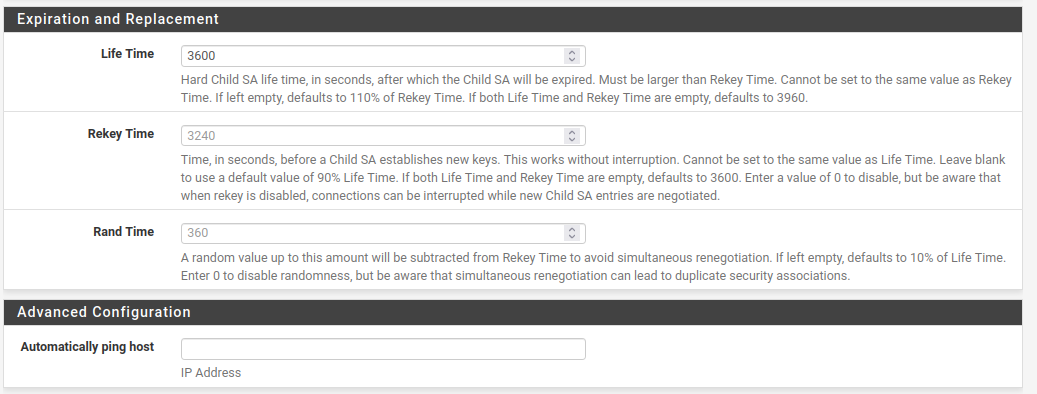 Expiration and Replacement
Life Time
3600
Hard Child SA life time, in seconds, after which the Child SA will be expired. Must be larger than Rekey Time. Cannot be set to the same value as Rekey
Time. If left empty, defaults to 110% of Rekey Time. If both Life Time and Rekey Time are empty, defaults to 3960.
Rekey Time
3240
Time, in seconds, before a Child SA establishes new keys. This works without interruption. Cannot be set to the same value as Life Time. Leave blank
to use a default value of 90% Life Time. If both Life Time and Rekey Time are empty, defaults to 3600. Enter a value of 0 to disable, but be aware that
when rekey is disabled, connections can be interrupted while new Child SA entries are negotiated.
Rand Time
360
A random value up to this amount will be subtracted from Rekey Time to avoid simultaneous renegotiation. If left empty, defaults to 10% of Life Time.
Enter 0 to disable randomness, but be aware that simultaneous renegotiation can lead to duplicate security associations.
Advanced Configuration
Automatically ping host
IP Address